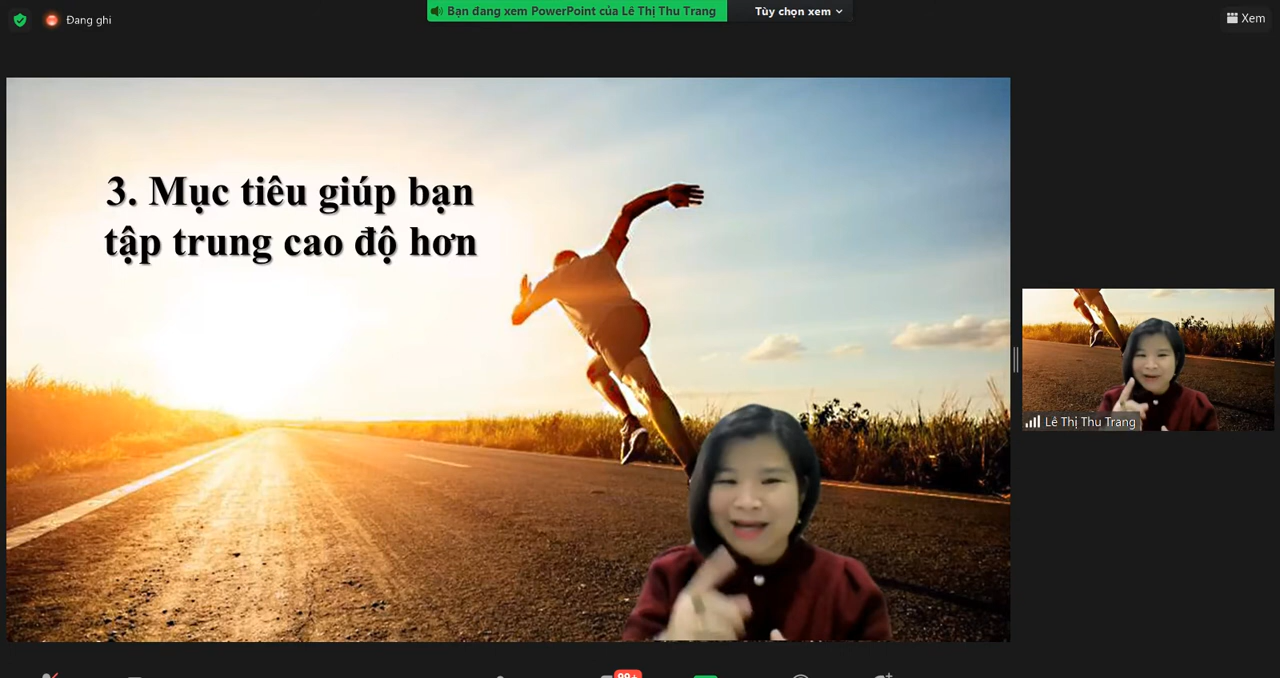 Đang ghi
Bạn đang xem PowerPoint của Lê Thị Thu Trang
Tùy chọn xem
Xem
3. Mục tiêu giúp bạn
tập trung cao độ hơn
Lê Thị Thu Trang
99+